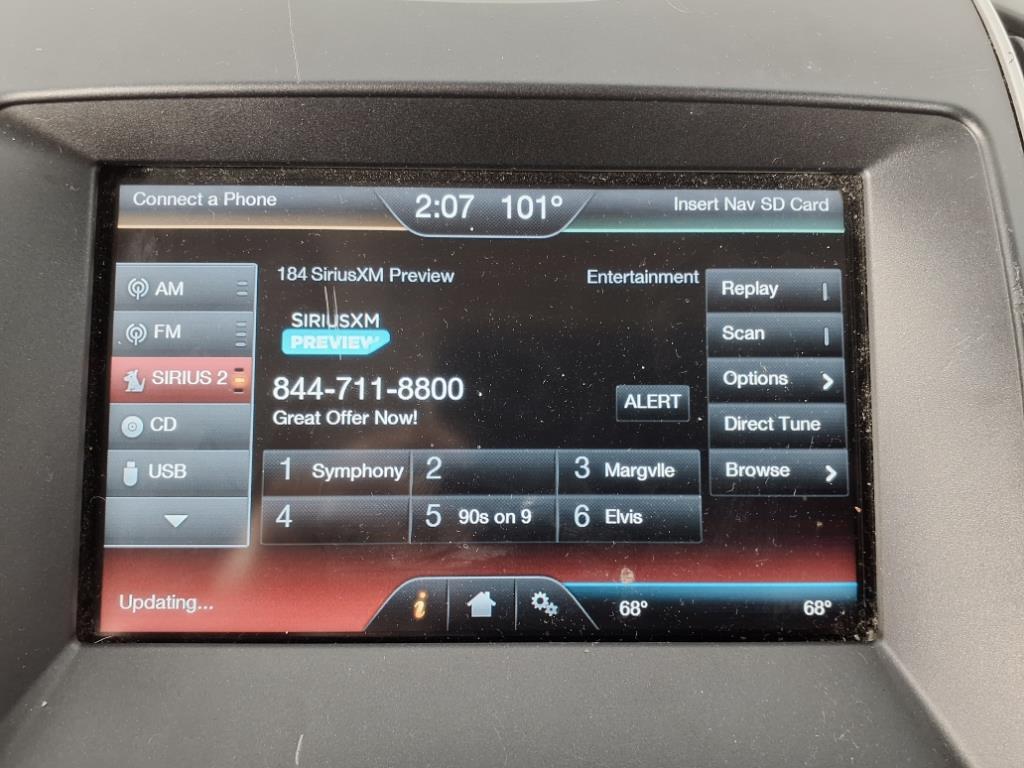 Connect a Phone
2:07 101°
Insert Nav SD Card
AM
FM
SIRIUS 2
CD
USB
184 SiriusXM Preview
Entertainment
SIRIUSXM
PREVIEW
844-711-8800
Great Offer Now!
ALERT
1 Symphony
2
3 Margvlle
4
5 90s on 9
6 Elvis
Replay
Scan
Options
Direct Tune
Browse
Updating...
i
68°
68°